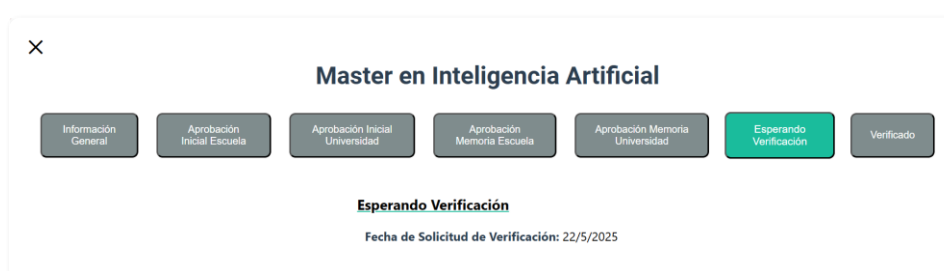 Master en Inteligencia Artificial
Información
General
Aprobación
Inicial Escuela
Aprobación Inicial
Universidad
Aprobación
Memoria Escuela
Aprobación Memoria
Universidad
Esperando
Verificación
Verificado
Esperando Verificación
Fecha de Solicitud de Verificación: 22/5/2025